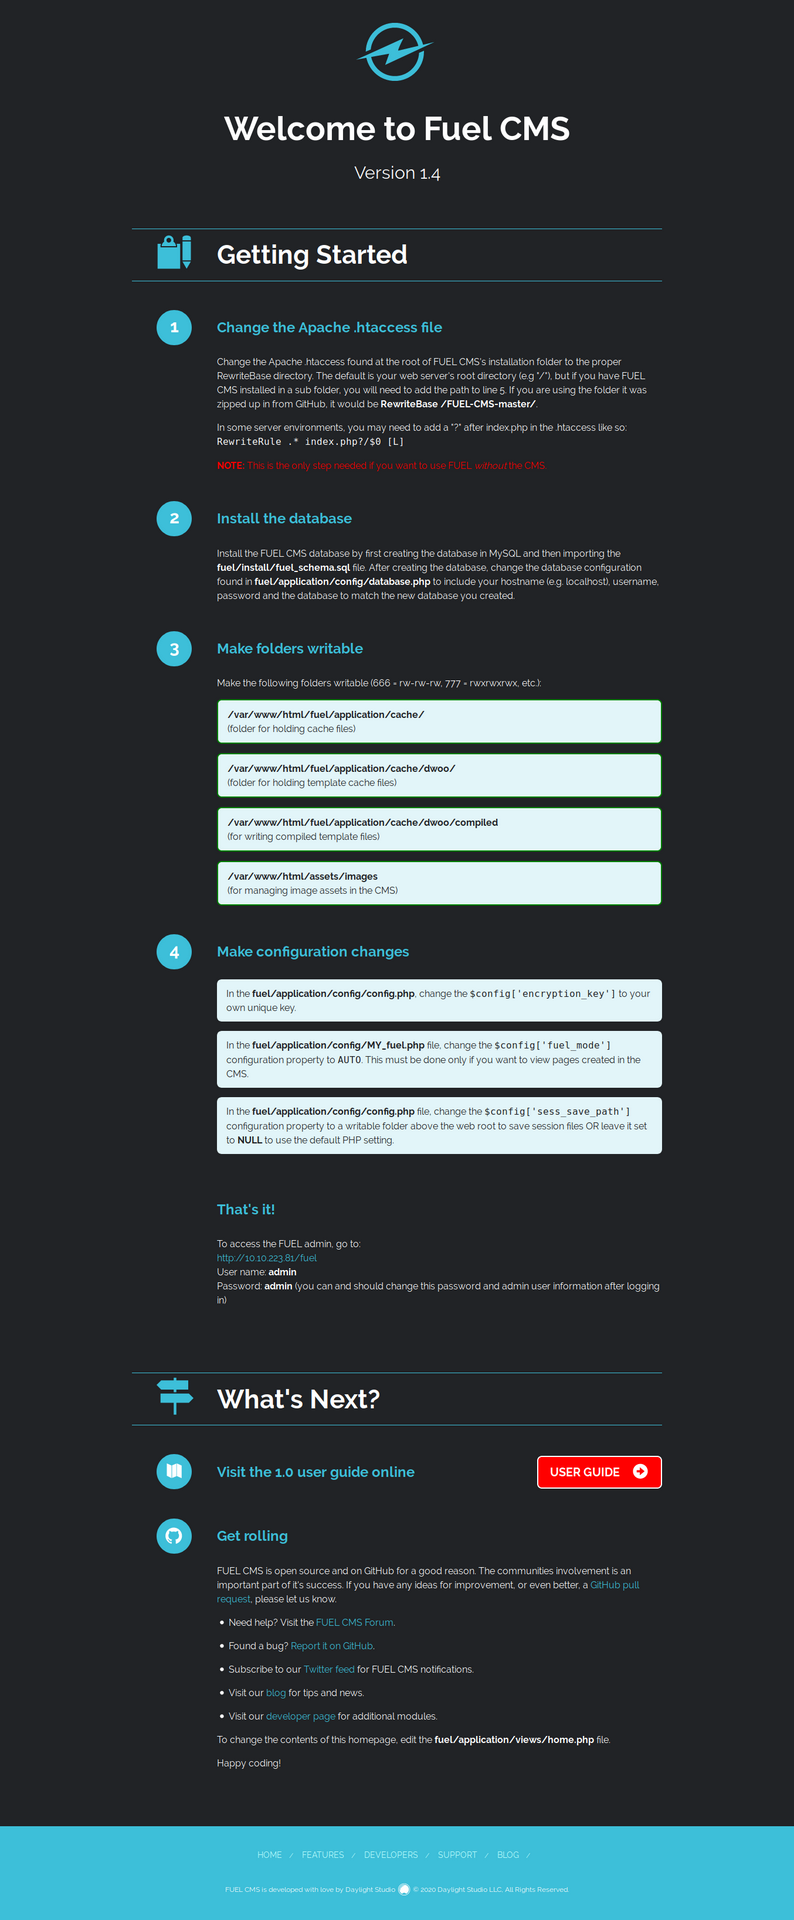 Welcome to Fuel CMS
Version 1.4
Getting Started
1
Change the Apache .htaccess file
Change the Apache .htaccess found at the root of FUEL CMS's installation folder to the proper
RewriteBase directory. The default is your web server's root directory (e.g "/"), but if you have FUEL
CMS installed in a sub folder, you will need to add the path to line 5. If you are using the folder it was
zipped up in from GitHub, it would be RewriteBase /FUEL-CMS-master/.
In some server environments, you may need to add a "?" after index.php in the .htaccess like so:
RewriteRule .* index.php?/$0 [L]
NOTE: This is the only step needed if you want to use FUEL without the CMS.
2
Install the database
Install the FUEL CMS database by first creating the database in MySQL and then importing the
fuel/install/fuel_schema.sql file. After creating the database, change the database configuration
found in fuel/application/config/database.php to include your hostname (e.g. localhost), username,
password and the database to match the new database you created.
3
Make folders writable
Make the following folders writable (666 = rw-rw-rw, 777 = rwxrwxrwx, etc.):
/var/www/html/fuel/application/cache/
(folder for holding cache files)
/var/www/html/fuel/application/cache/dwoo/
(folder for holding template cache files)
/var/www/html/fuel/application/cache/dwoo/compiled
(for writing compiled template files)
/var/www/html/assets/images
(for managing image assets in the CMS)
4
Make configuration changes
In the fuel/application/config/config.php, change the $config['encryption_key'] to your
own unique key.
In the fuel/application/config/MY_fuel.php file, change the $config['fuel_mode']
configuration property to AUTO. This must be done only if you want to view pages created in the
CMS.
In the fuel/application/config/config.php file, change the $config['sess_save_path']
configuration property to a writable folder above the web root to save session files OR leave it set
to NULL to use the default PHP setting.
That's it!
To access the FUEL admin, go to:
http://10.10.223.81/fuel
User name: admin
Password: admin (you can and should change this password and admin user information after logging
in)
What's Next?
Visit the 1.0 user guide online
USER GUIDE
Get rolling
FUEL CMS is open source and on GitHub for a good reason. The communities involvement is an
important part of it's success. If you have any ideas for improvement, or even better, a GitHub pull
request, please let us know.
• Need help? Visit the FUEL CMS Forum.
• Found a bug? Report it on GitHub.
• Subscribe to our Twitter feed for FUEL CMS notifications.
• Visit our blog for tips and news.
• Visit our developer page for additional modules.
To change the contents of this homepage, edit the fuel/application/views/home.php file.
Happy coding!
HOME / FEATURES / DEVELOPERS / SUPPORT / BLOG /
FUEL CMS is developed with love by Daylight Studio © 2020 Daylight Studio LLC. All Rights Reserved.